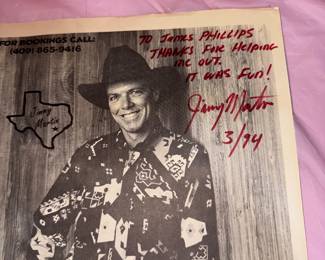 FOR BOOKINGS CALL:
(409) 865-9416
TO JAMES PHILLIPS
THANKS FOR HELPING
ME OUT.
IT WAS FUN!
Jimmy Martin
3/94